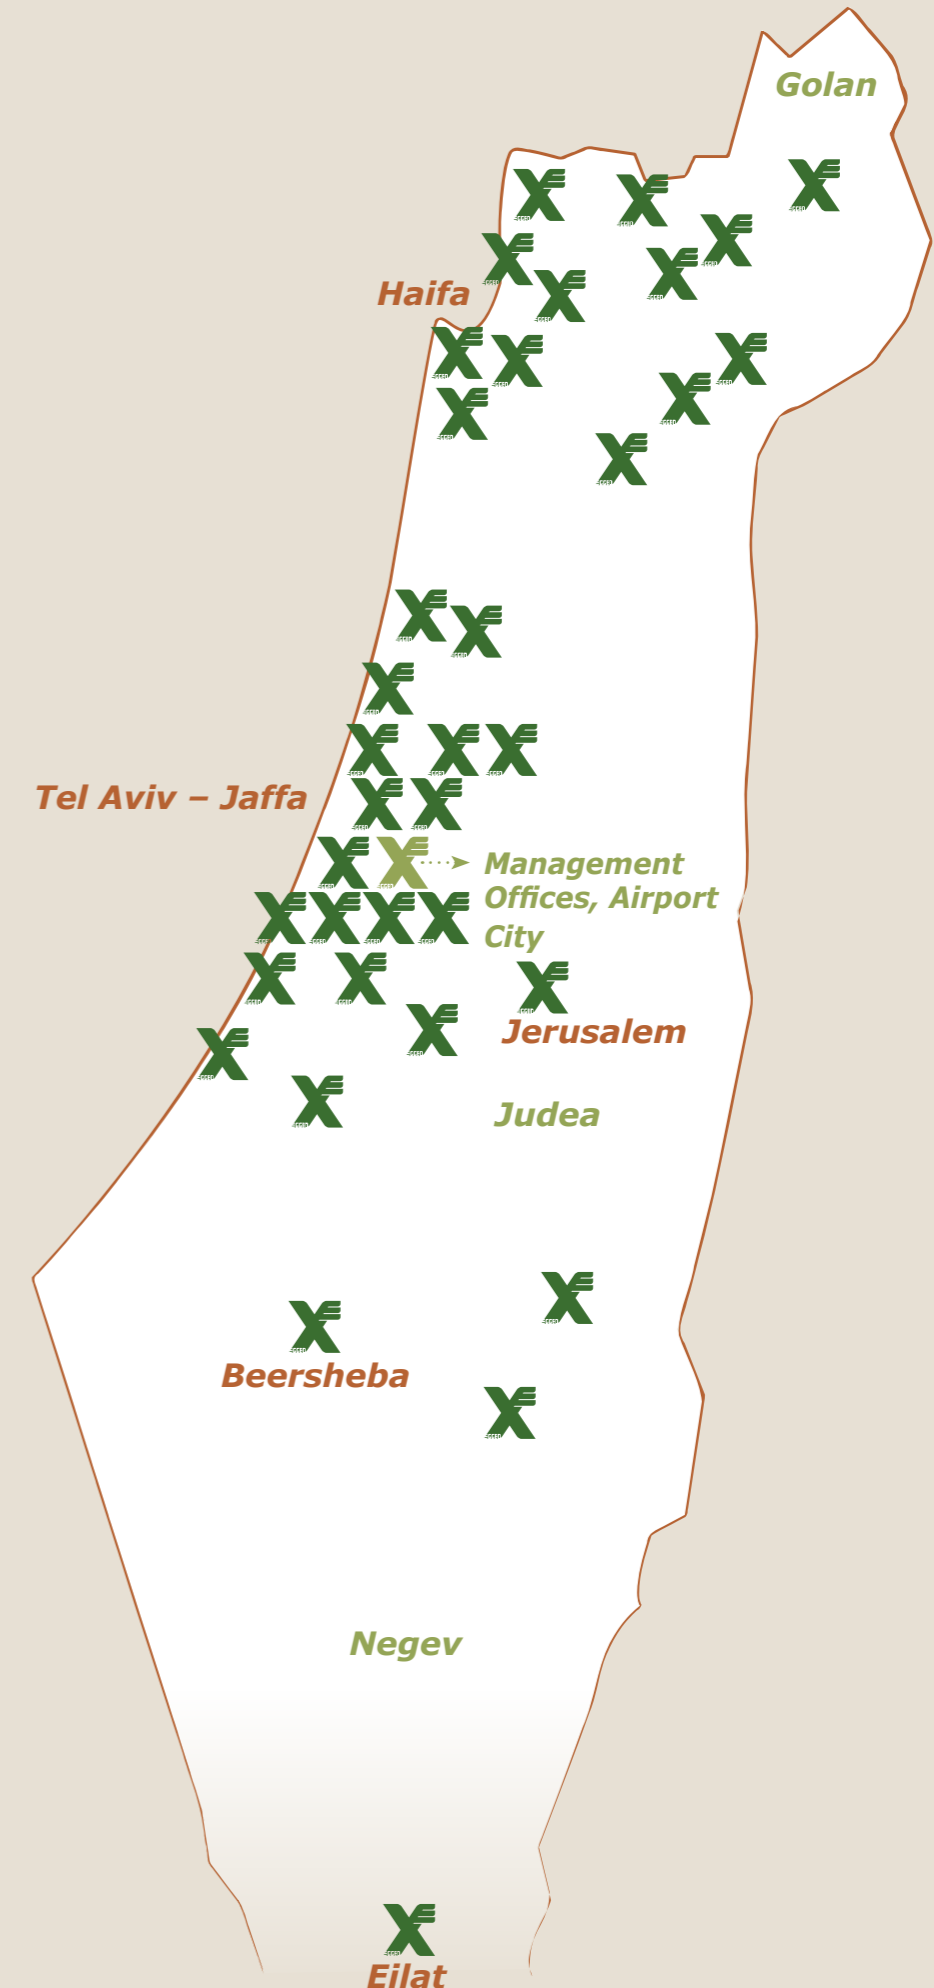 Golan
Haifa
Tel Aviv – Jaffa
Management
Offices, Airport
City
Jerusalem
Judea
Beersheba
Negev
Eilat